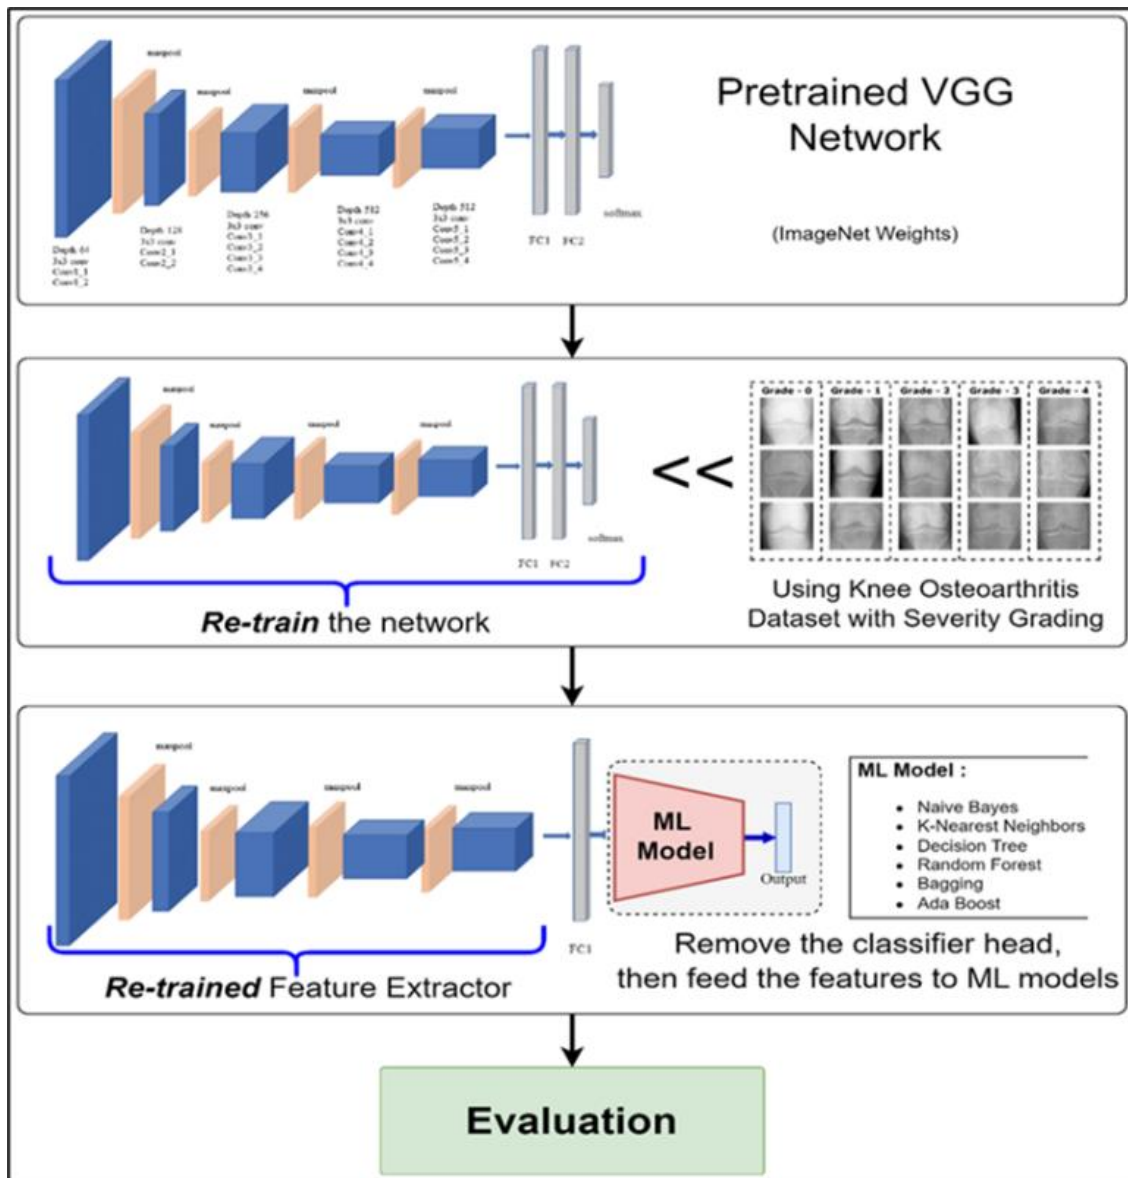 maxpool
maxpool
maxpool
maxpool
Pretrained VGG
Network
(ImageNet Weights)
Depth 64
3x3 conv
Conv1_1
Conv1_2
Depth 128
3x3 conv
Conv2_1
Conv2_2
Depth 256
3x3 conv
Conv3_1
Conv3_2
Conv3_3
Conv3_4
Depth 512
3x3 conv
Conv4_1
Conv4_2
Conv4_3
Conv4_4
Depth 512
3x3 conv
Conv5_1
Conv5_2
Conv5_3
Conv5_4
FC1
FC2
softmax
maxpool
maxpool
maxpool
maxpool
FC1
FC2
softmax
<<
Grade - 0
Grade - 1
Grade - 2
Grade - 3
Grade - 4
Re-train the network
Using Knee Osteoarthritis
Dataset with Severity Grading
maxpool
maxpool
maxpool
maxpool
FC1
ML
Model
Output
ML Model :
• Naive Bayes
• K-Nearest Neighbors
• Decision Tree
• Random Forest
• Bagging
• Ada Boost
Re-trained Feature Extractor
Remove the classifier head,
then feed the features to ML models
Evaluation